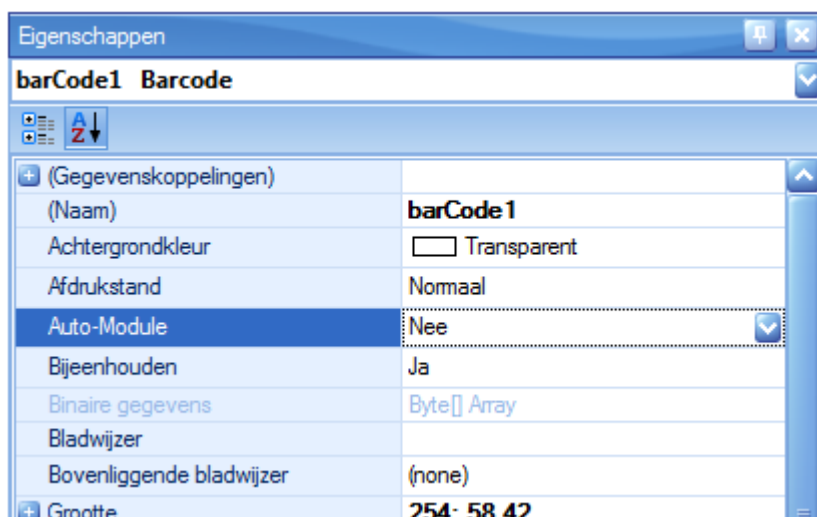 Eigenschappen
barCode1 Barcode
(Gegevenskoppelingen)
(Naam) barCode1
Achtergrondkleur Transparent
Afdrukstand Normaal
Auto-Module Nee
Bijeenhouden Ja
Binaire gegevens Byte[] Array
Bladwijzer
Bovenliggende bladwijzer (none)
Grootte 254; 58,42